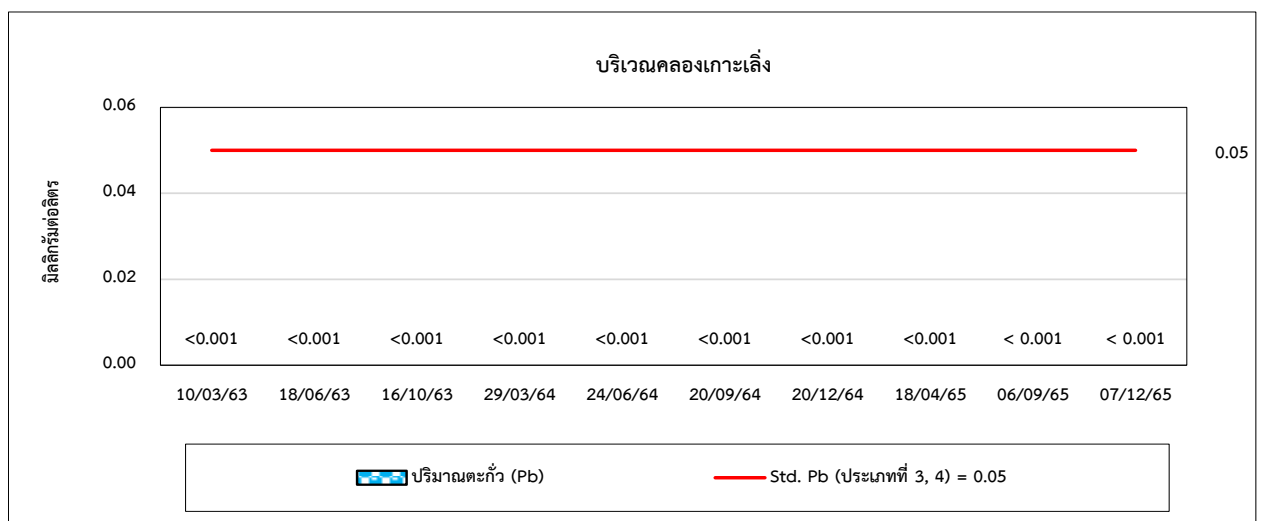 บริเวณคลองเกาะเลิ่ง
มิลลิกรัมต่อลิตร
0.06
0.04
0.02
0.00
0.05
<0.001 <0.001 <0.001 <0.001 <0.001 <0.001 <0.001 <0.001 < 0.001 < 0.001
10/03/63 18/06/63 16/10/63 29/03/64 24/06/64 20/09/64 20/12/64 18/04/65 06/09/65 07/12/65
ปริมาณตะกั่ว (Pb) Std. Pb (ประเภทที่ 3, 4) = 0.05